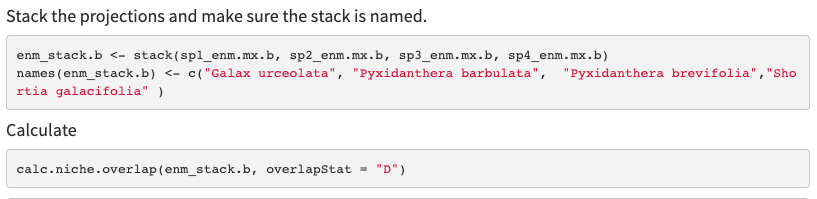 Stack the projections and make sure the stack is named.
enm_stack.b <- stack(sp1_enm.mx.b, sp2_enm.mx.b, sp3_enm.mx.b, sp4_enm.mx.b)
names(enm_stack.b) <- c("Galax urceolata", "Pyxidanthera barbulata",  "Pyxidanthera brevifolia","Sho
rtia galacifolia" )
Calculate
calc.niche.overlap(enm_stack.b, overlapStat = "D")